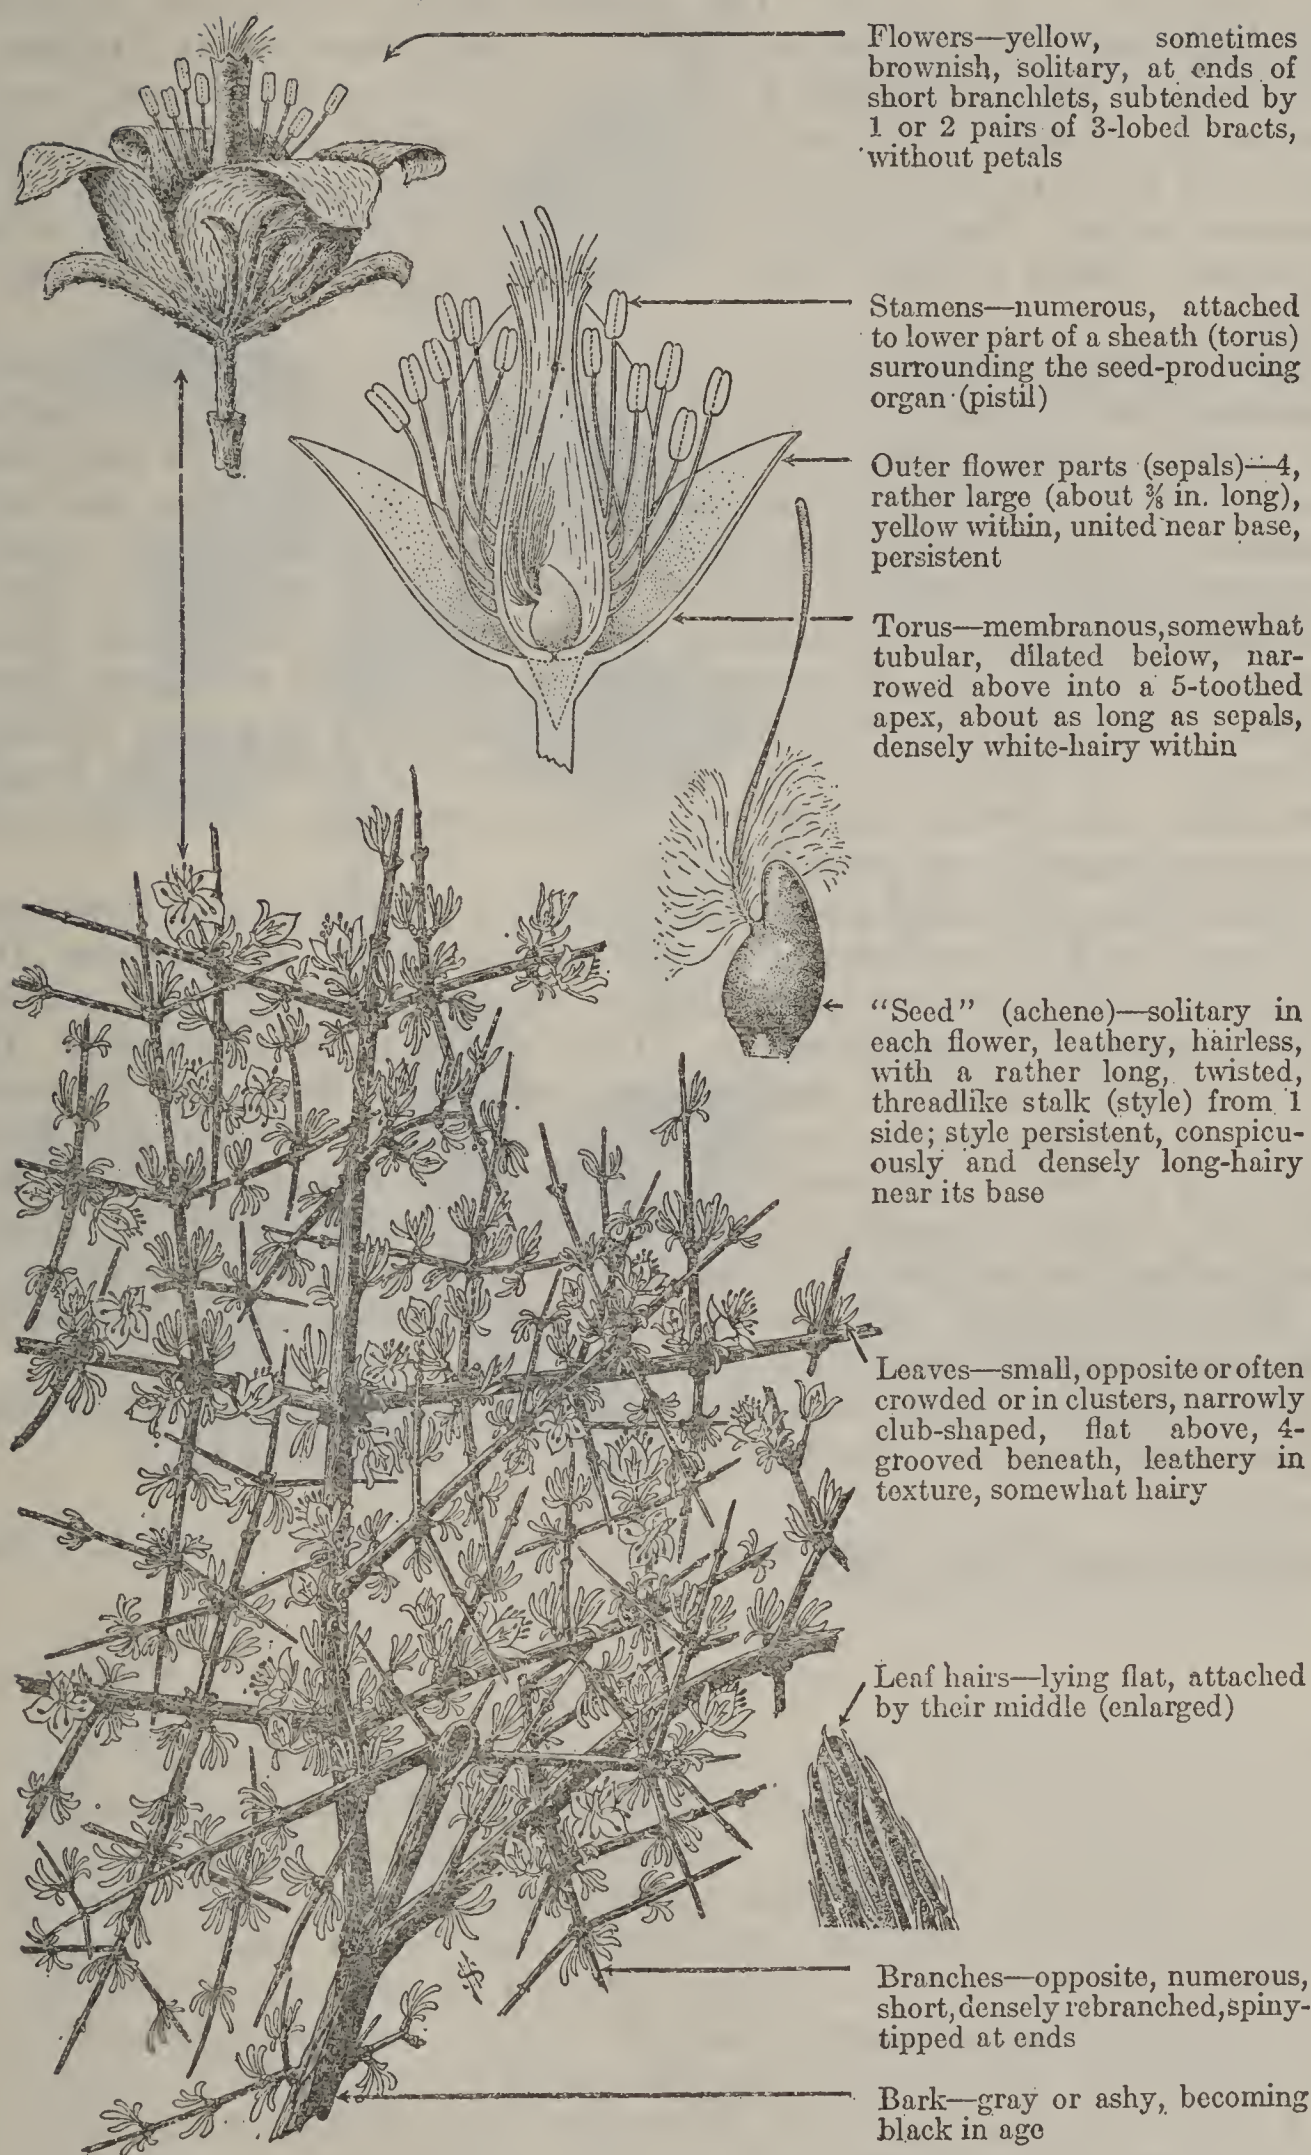 Flowers—yellow, sometimes
brownish, solitary, at ends of
short branchlets, subtended by
1 or 2 pairs of 3-lobed bracts,
without petals
Stamens—numerous, attached
to lower part of a sheath (torus)
surrounding the seed-producing
organ (pistil)
Outer flower parts (sepals)—4,
rather large (about ⅜ in. long),
yellow within, united near base,
persistent
Torus—membranous, somewhat
tubular, dilated below, nar-
rowed above into a 5-toothed
apex, about as long as sepals,
densely white-hairy within
“Seed” (achene)—solitary in
each flower, leathery, hairless,
with a rather long, twisted,
threadlike stalk (style) from 1
side; style persistent, conspicu-
ously and densely long-hairy
near its base
Leaves—small, opposite or often
crowded or in clusters, narrowly
club-shaped, flat above, 4-
grooved beneath, leathery in
texture, somewhat hairy
Leaf hairs—lying flat, attached
by their middle (enlarged)
Branches—opposite, numerous,
short, densely rebranched, spiny-
tipped at ends
Bark—gray or ashy, becoming
black in age